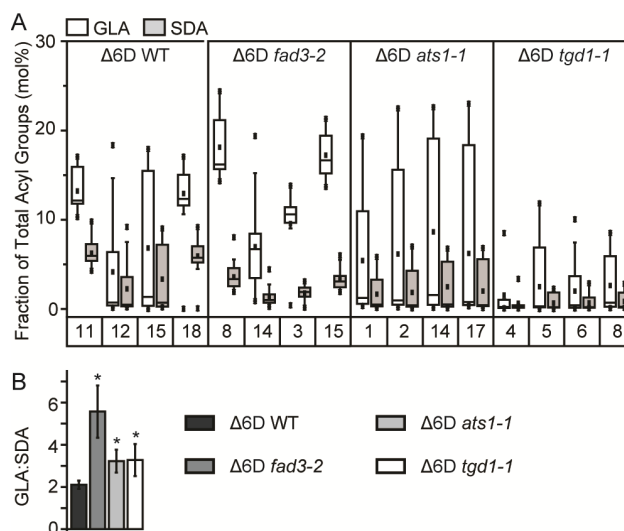 A GLA SDA
30
Δ6D WT Δ6D fad3-2 Δ6D ats1-1 Δ6D tgd1-1
20
10
0
Fraction of Total Acyl Groups (mol%)
11 12 15 18 8 14 3 15 1 2 14 17 4 5 6 8
B
6
4
2
0
GLA:SDA
* * *
Δ6D WT Δ6D ats1-1
Δ6D fad3-2 Δ6D tgd1-1